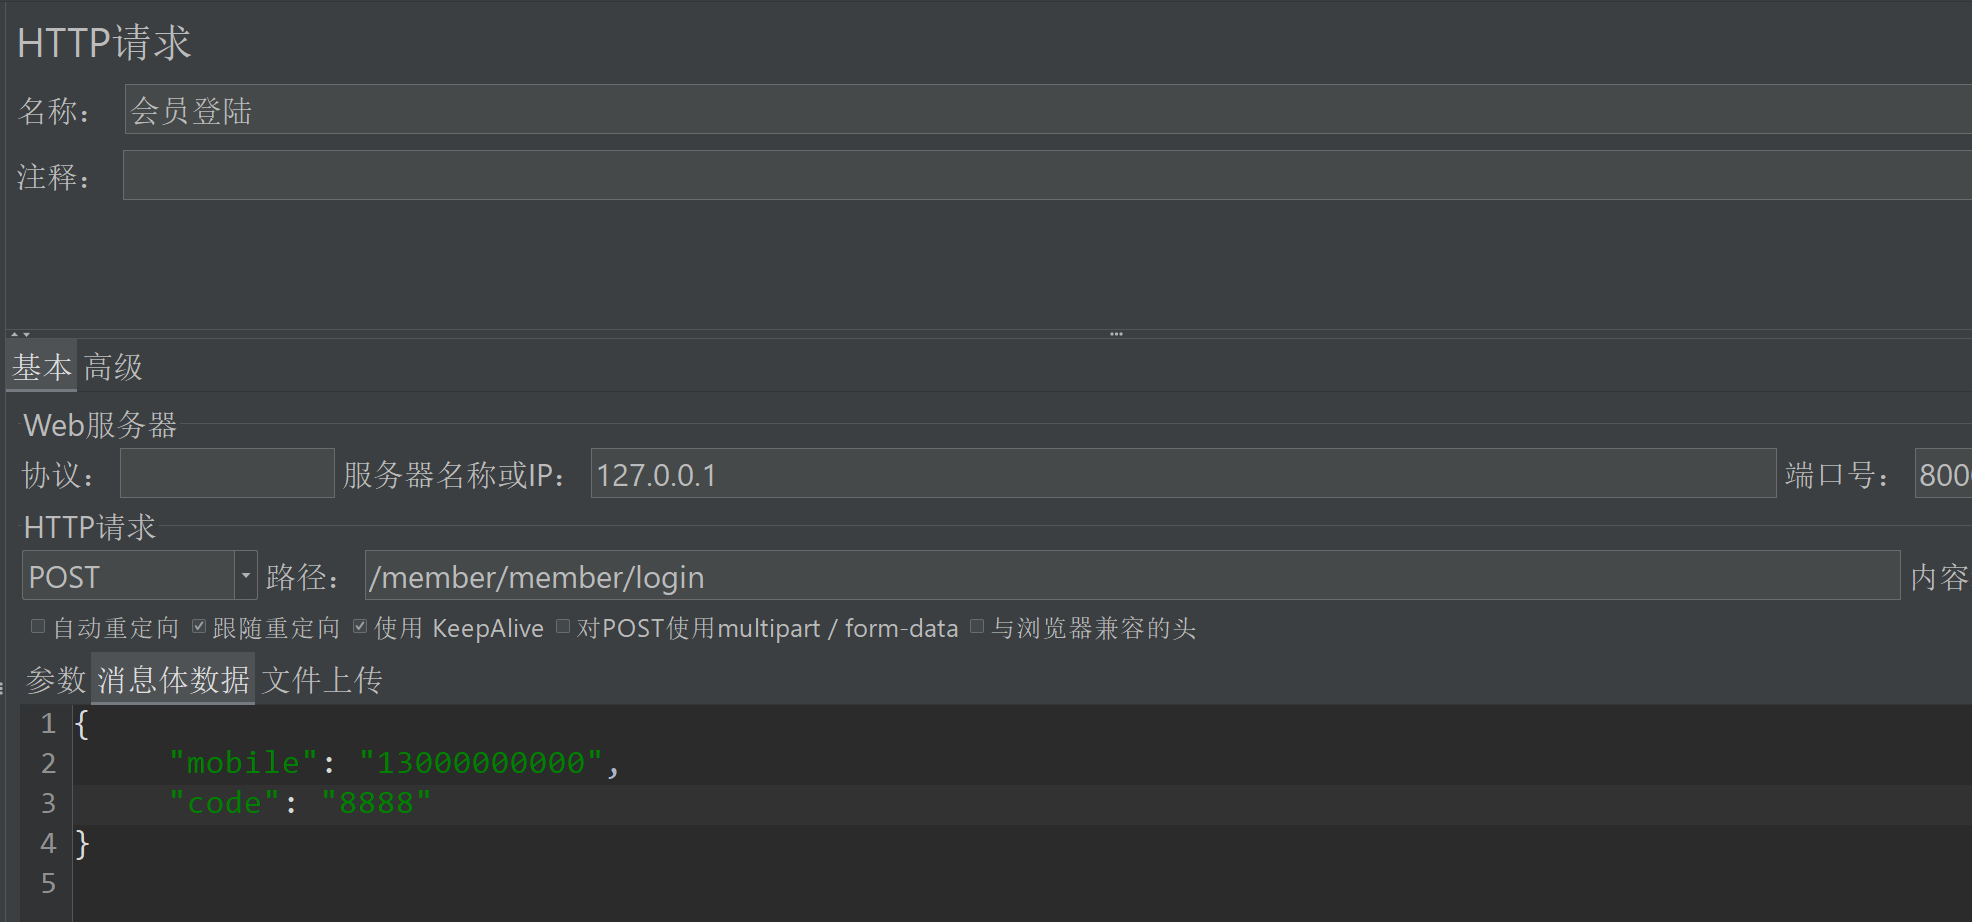 HTTP请求
名称： 会员登陆
注释：
基本 高级
Web服务器
协议： 服务器名称或IP： 127.0.0.1 端口号： 800
HTTP请求
POST 路径： /member/member/login 内容
自动重定向 跟随重定向 使用 KeepAlive 对POST使用multipart / form-data 与浏览器兼容的头
参数 消息体数据 文件上传
1 {
2 "mobile": "13000000000",
3 "code": "8888"
4 }
5